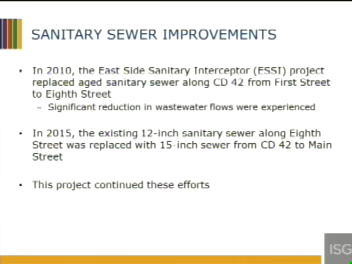 SANITARY SEWER IMPROVEMENTS
• In 2010, the East Side Sanitary Interceptor (ESSI) project
replaced aged sanitary sewer along CD 42 from First Street
to Eighth Street
– Significant reduction in wastewater flows were experienced
• In 2015, the existing 12-inch sanitary sewer along Eighth
Street was replaced with 15-inch sewer from CD 42 to Main
Street
• This project continued these efforts
ISG